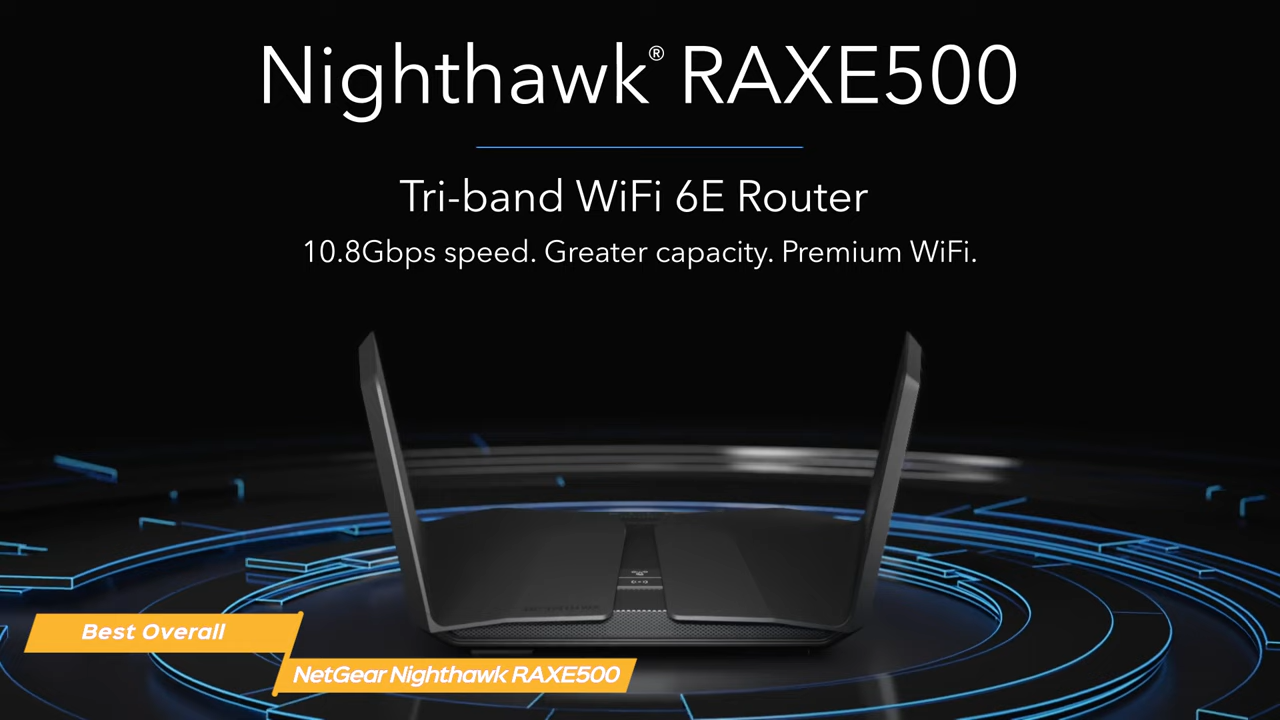 Nighthawk® RAXE500
Tri-band WiFi 6E Router
10.8Gbps speed. Greater capacity. Premium WiFi.
Best Overall
NetGear Nighthawk RAXE500